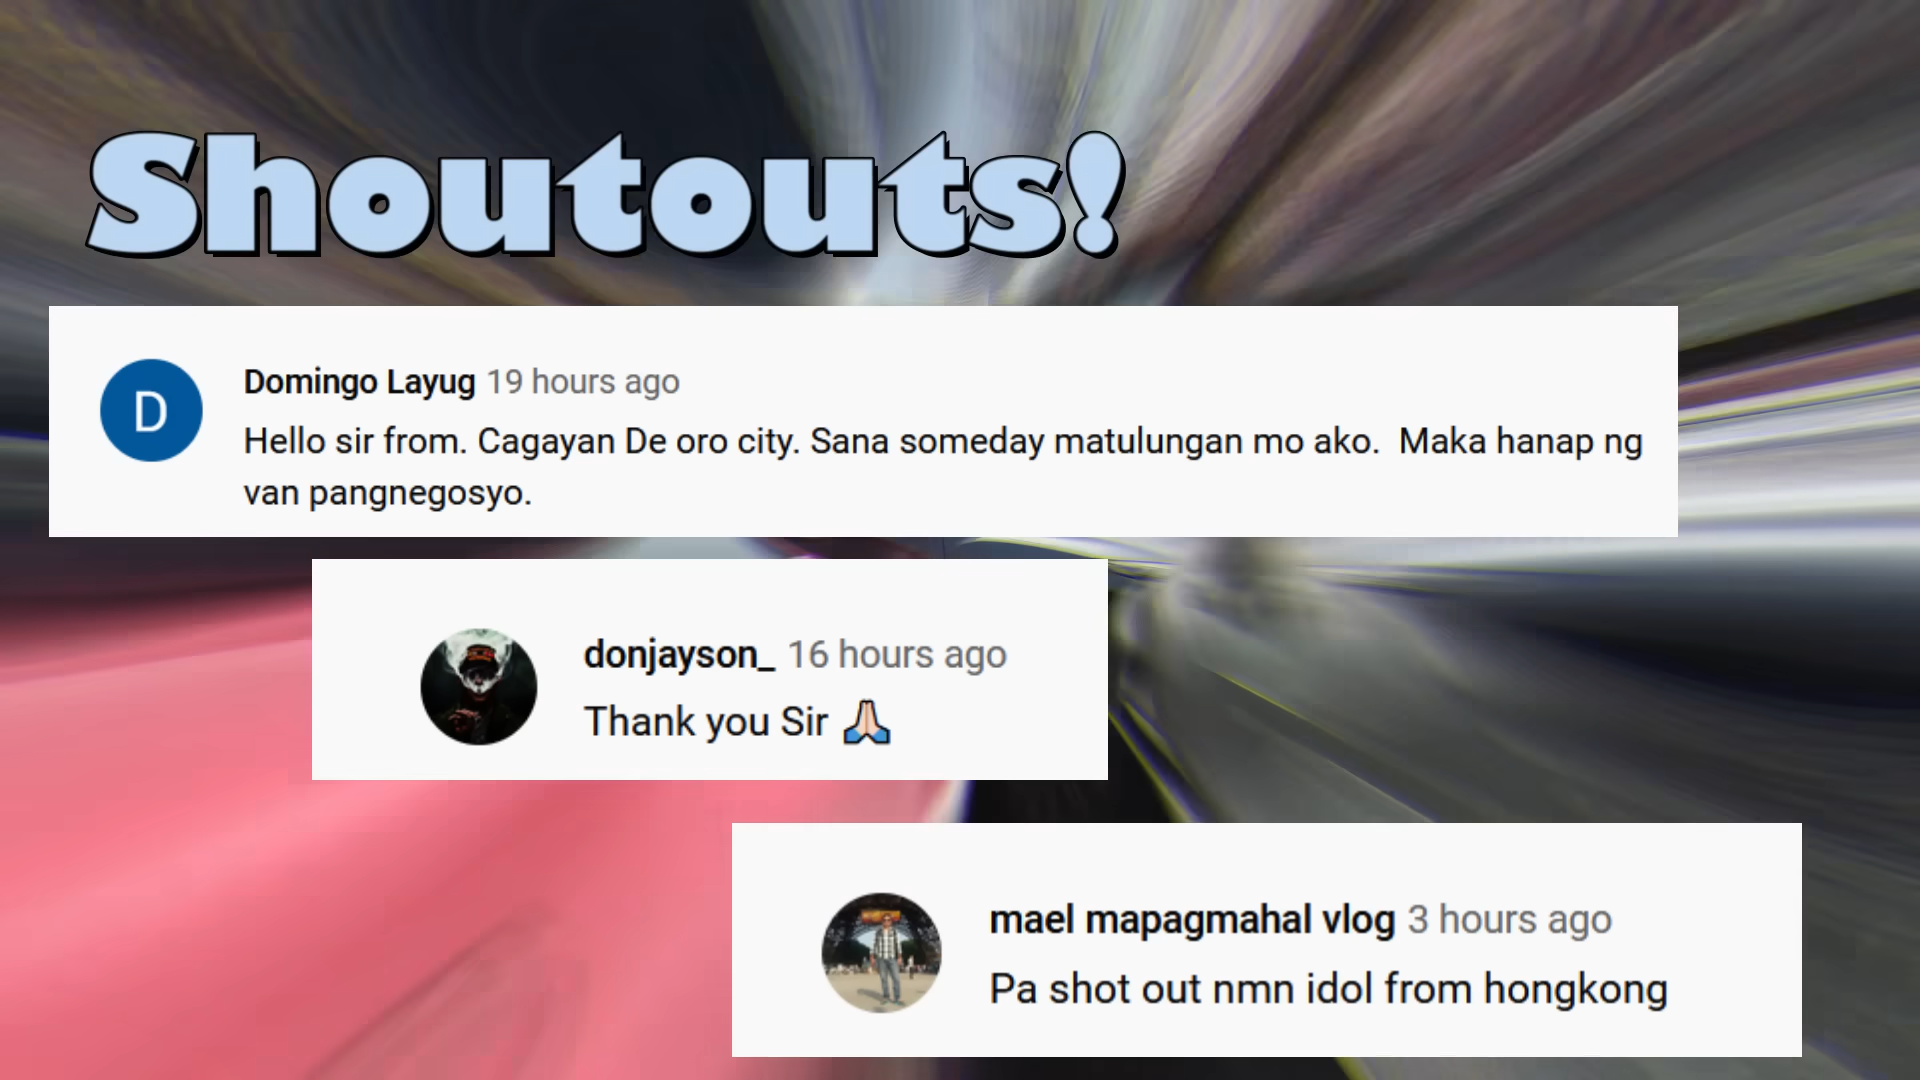 Shoutouts!
D
Domingo Layug 19 hours ago
Hello sir from. Cagayan De oro city. Sana someday matulungan mo ako.  Maka hanap ng
van pangnegosyo.
donjayson_ 16 hours ago
Thank you Sir 🙏🏻
mael mapagmahal vlog 3 hours ago
Pa shot out nmn idol from hongkong